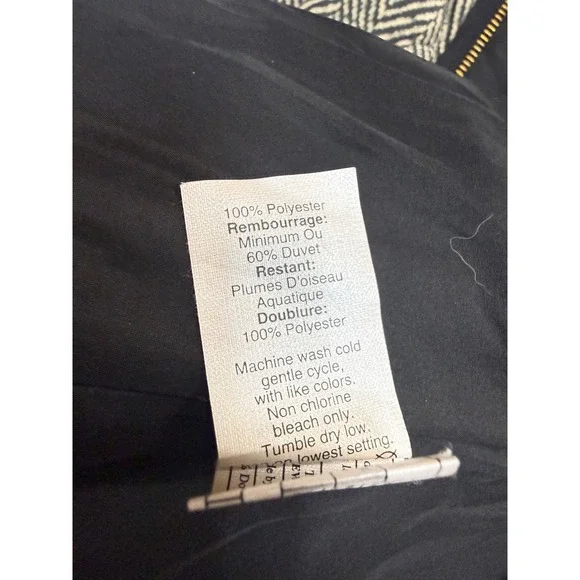 100% Polyester
Rembourrage:
Minimum Ou
60% Duvet
Restant:
Plumes D'oiseau
Aquatique
Doublure:
100% Polyester
Machine wash cold
gentle cycle,
with like colors.
Non chlorine
bleach only.
Tumble dry low.
lowest setting.